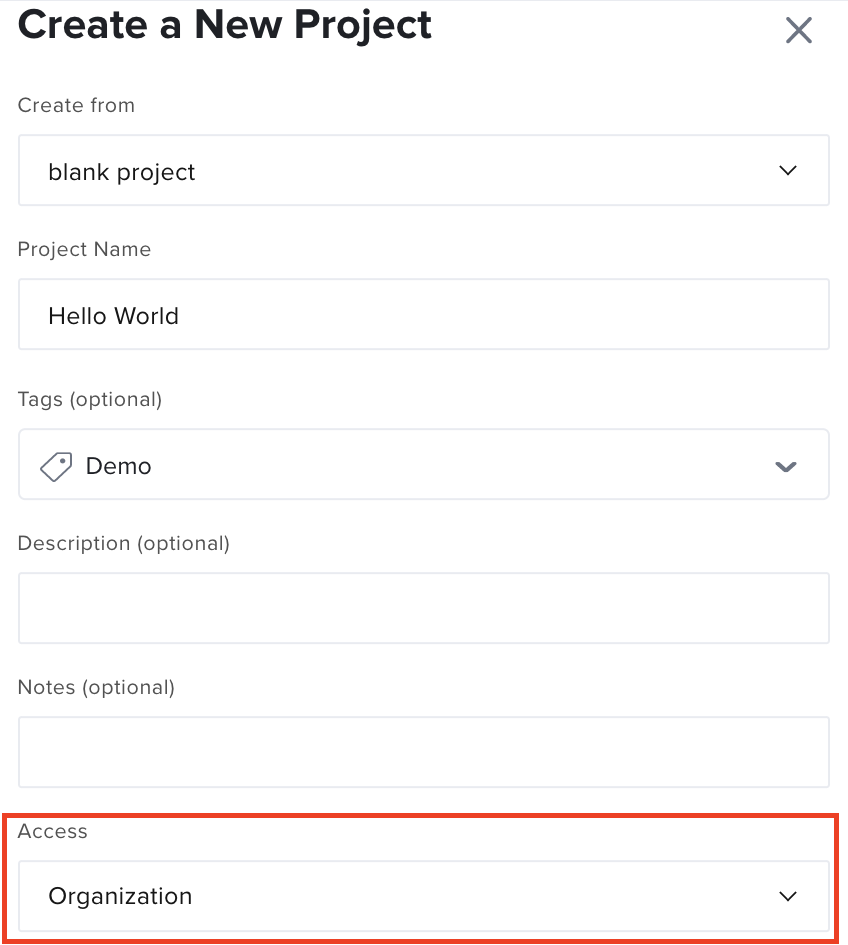 Create a New Project
Create from
blank project
Project Name
Hello World
Tags (optional)
Demo
Description (optional)
Notes (optional)
Access
Organization